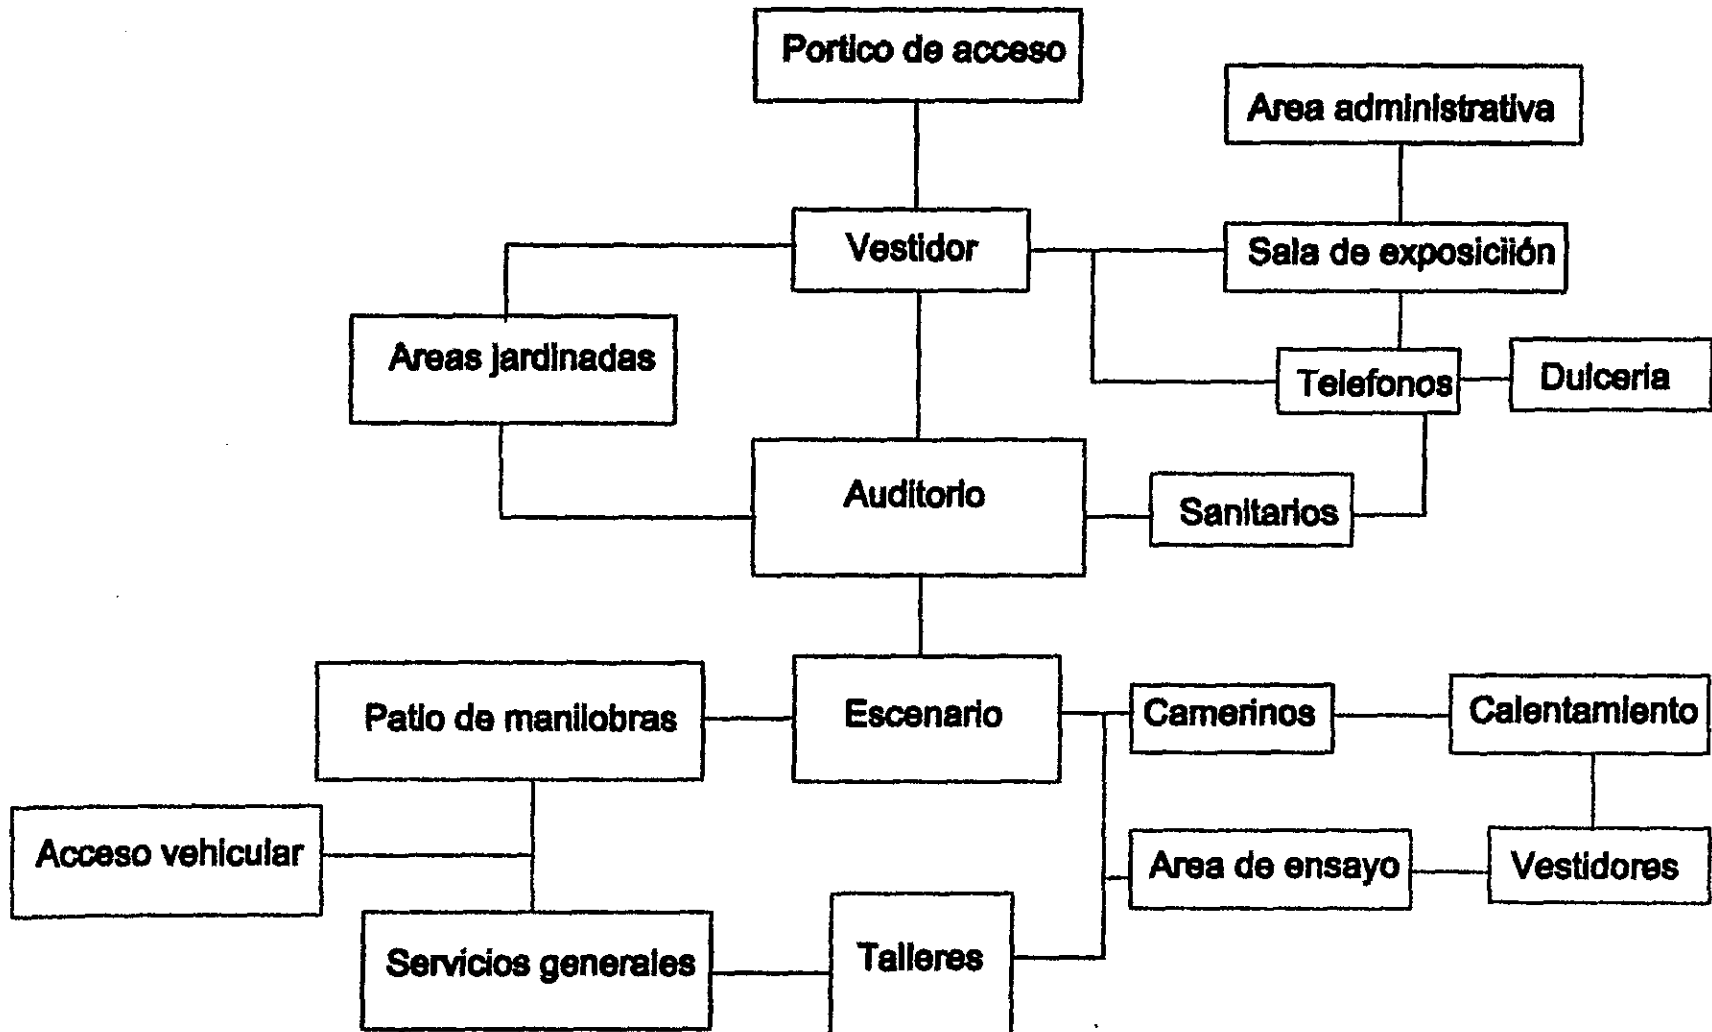 Portico de acceso
Area administrativa
Vestidor
Sala de exposiciión
Areas jardinadas
Telefonos
Dulceria
Auditorio
Sanitarios
Patio de manilobras
Escenario
Camerinos
Calentamiento
Acceso vehicular
Area de ensayo
Vestidores
Servicios generales
Talleres